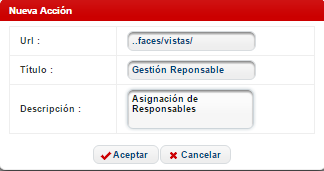 Nueva Acción
Url :
..faces/vistas/
Título :
Gestión Reponsable
Descripción :
Asignación de
Responsables
Aceptar
Cancelar